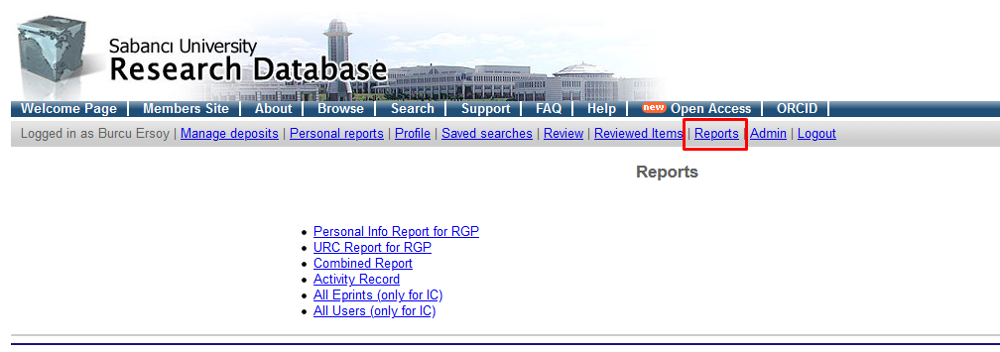 Sabancı University
Research Database
Welcome Page | Members Site | About | Browse | Search | Support | FAQ | Help | new Open Access | ORCID |
Logged in as Burcu Ersoy | Manage deposits | Personal reports | Profile | Saved searches | Review | Reviewed Items | Reports | Admin | Logout
Reports
• Personal Info Report for RGP
• URC Report for RGP
• Combined Report
• Activity Record
• All Eprints (only for IC)
• All Users (only for IC)